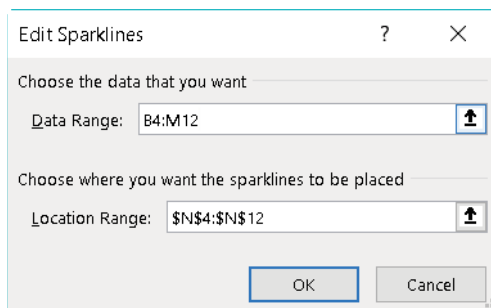 Edit Sparklines ?
Choose the data that you want
Data Range: B4:M12
Choose where you want the sparklines to be placed
Location Range: $N$4:$N$12
OK Cancel